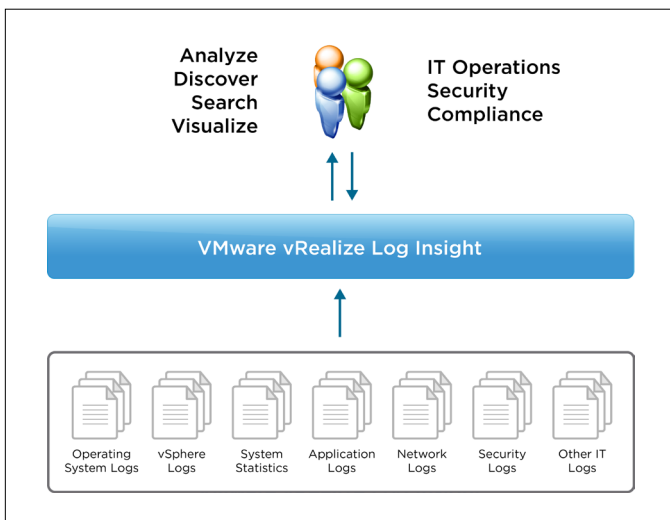 Analyze
Discover
Search
Visualize
IT Operations
Security
Compliance
VMware vRealize Log Insight
Operating
System Logs
vSphere
Logs
System
Statistics
Application
Logs
Network
Logs
Security
Logs
Other IT
Logs